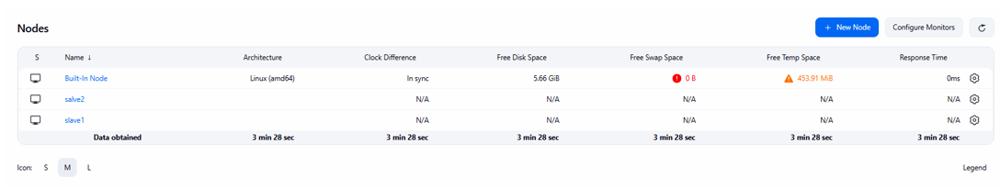 Nodes
+ New Node
Configure Monitors
S Name ↓ Architecture Clock Difference Free Disk Space Free Swap Space Free Temp Space Response Time
Built-In Node Linux (amd64) In sync 5.66 GiB 0 B 453.91 MiB 0ms
salve2 N/A N/A N/A N/A N/A
slave1 N/A N/A N/A N/A N/A
Data obtained 3 min 28 sec 3 min 28 sec 3 min 28 sec 3 min 28 sec 3 min 28 sec 3 min 28 sec
Icon: S M L
Legend